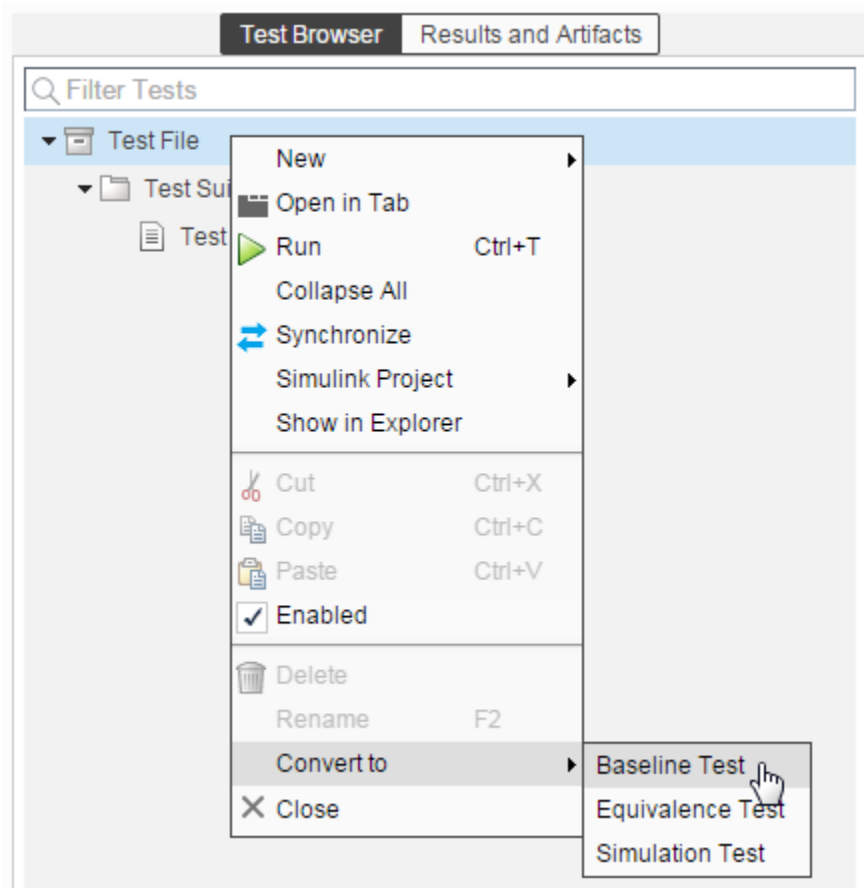 Test Browser Results and Artifacts
Filter Tests
Test File
New
Test Sui
Open in Tab
Test
Run Ctrl+T
Collapse All
Synchronize
Simulink Project
Show in Explorer
Cut Ctrl+X
Copy Ctrl+C
Paste Ctrl+V
Enabled
Delete
Rename F2
Convert to
Baseline Test
Close
Equivalence Test
Simulation Test